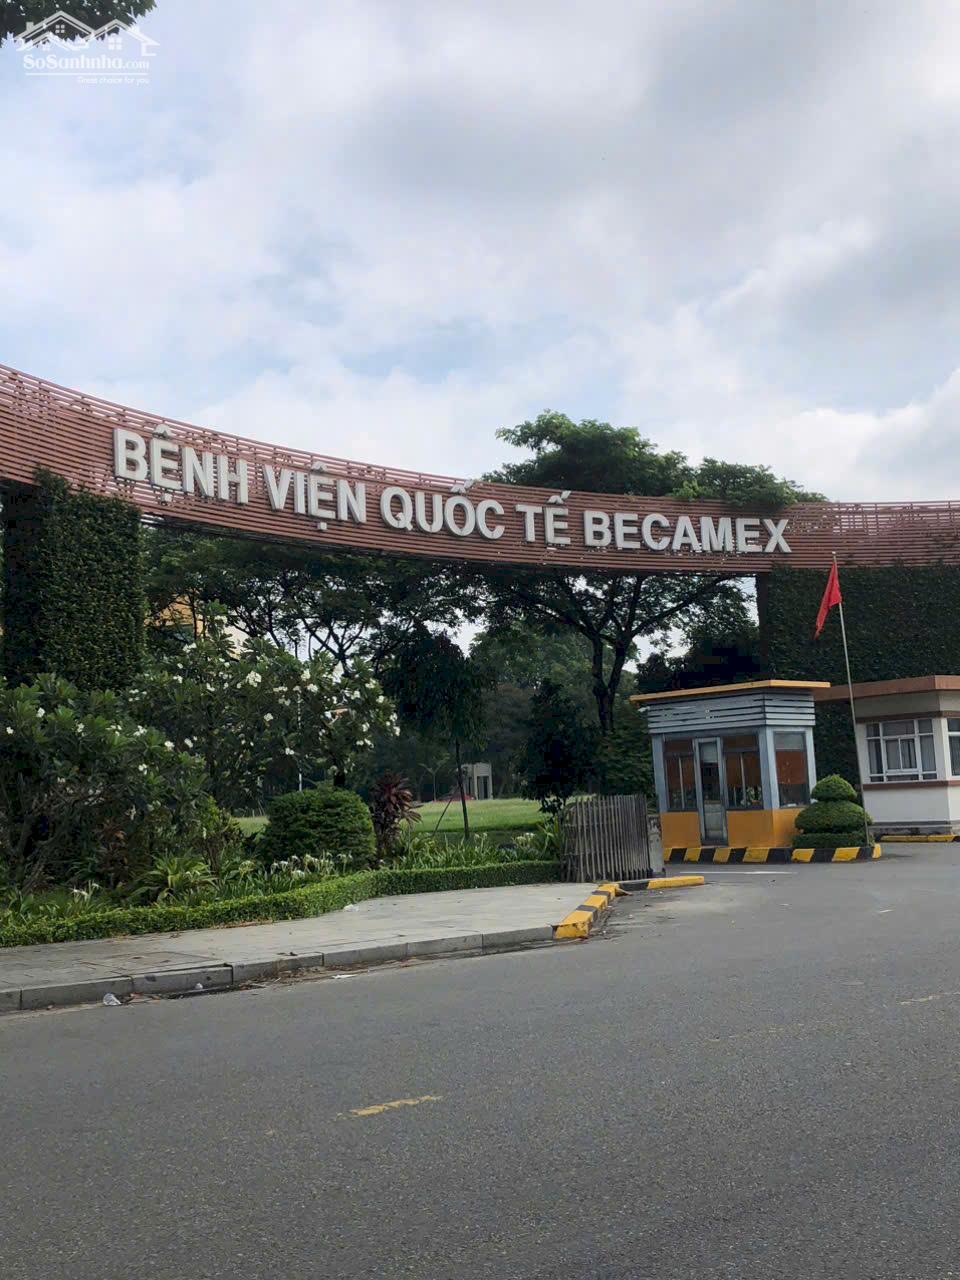 SoSanhnha.com
Great choice for you
BỆNH VIỆN QUỐC TẾ BECAMEX